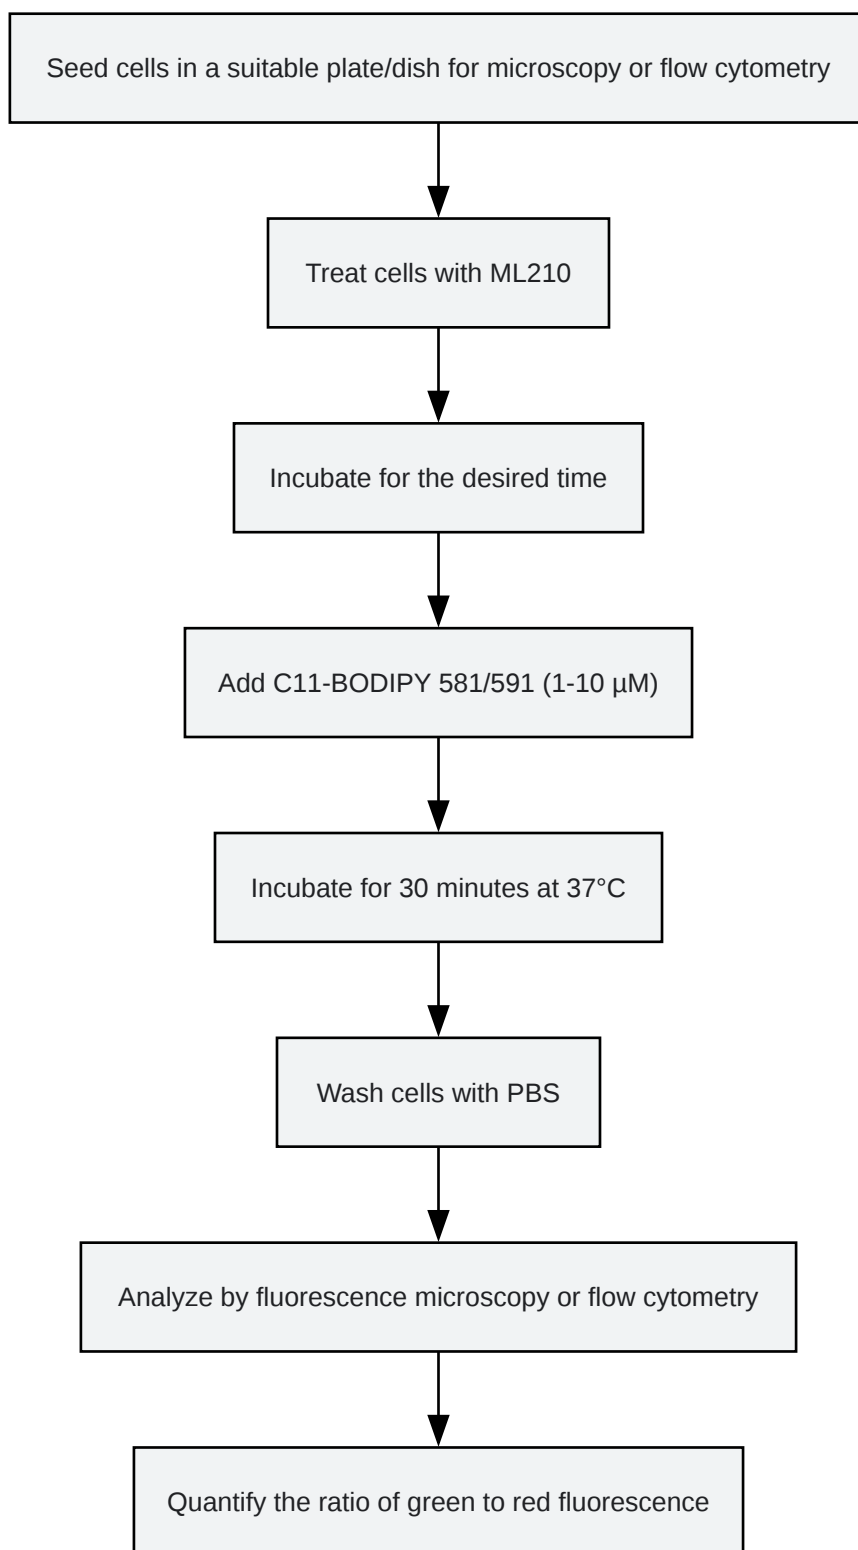 Seed cells in a suitable plate/dish for microscopy or flow cytometry
Treat cells with ML210
Incubate for the desired time
Add C11-BODIPY 581/591 (1-10 µM)
Incubate for 30 minutes at 37°C
Wash cells with PBS
Analyze by fluorescence microscopy or flow cytometry
Quantify the ratio of green to red fluorescence